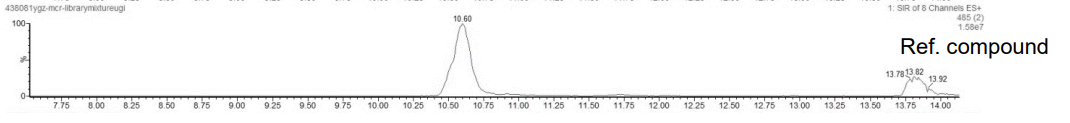 438081ygz-mcr-librarymixtureugi
1: SIR of 8 Channels ES+
485 (2)
1.58e7
100
%
0
10.60
Ref. compound
13.78 13.82 13.92
7.75 8.00 8.25 8.50 8.75 9.00 9.25 9.50 9.75 10.00 10.25 10.50 10.75 11.00 11.25 11.50 11.75 12.00 12.25 12.50 12.75 13.00 13.25 13.50 13.75 14.00